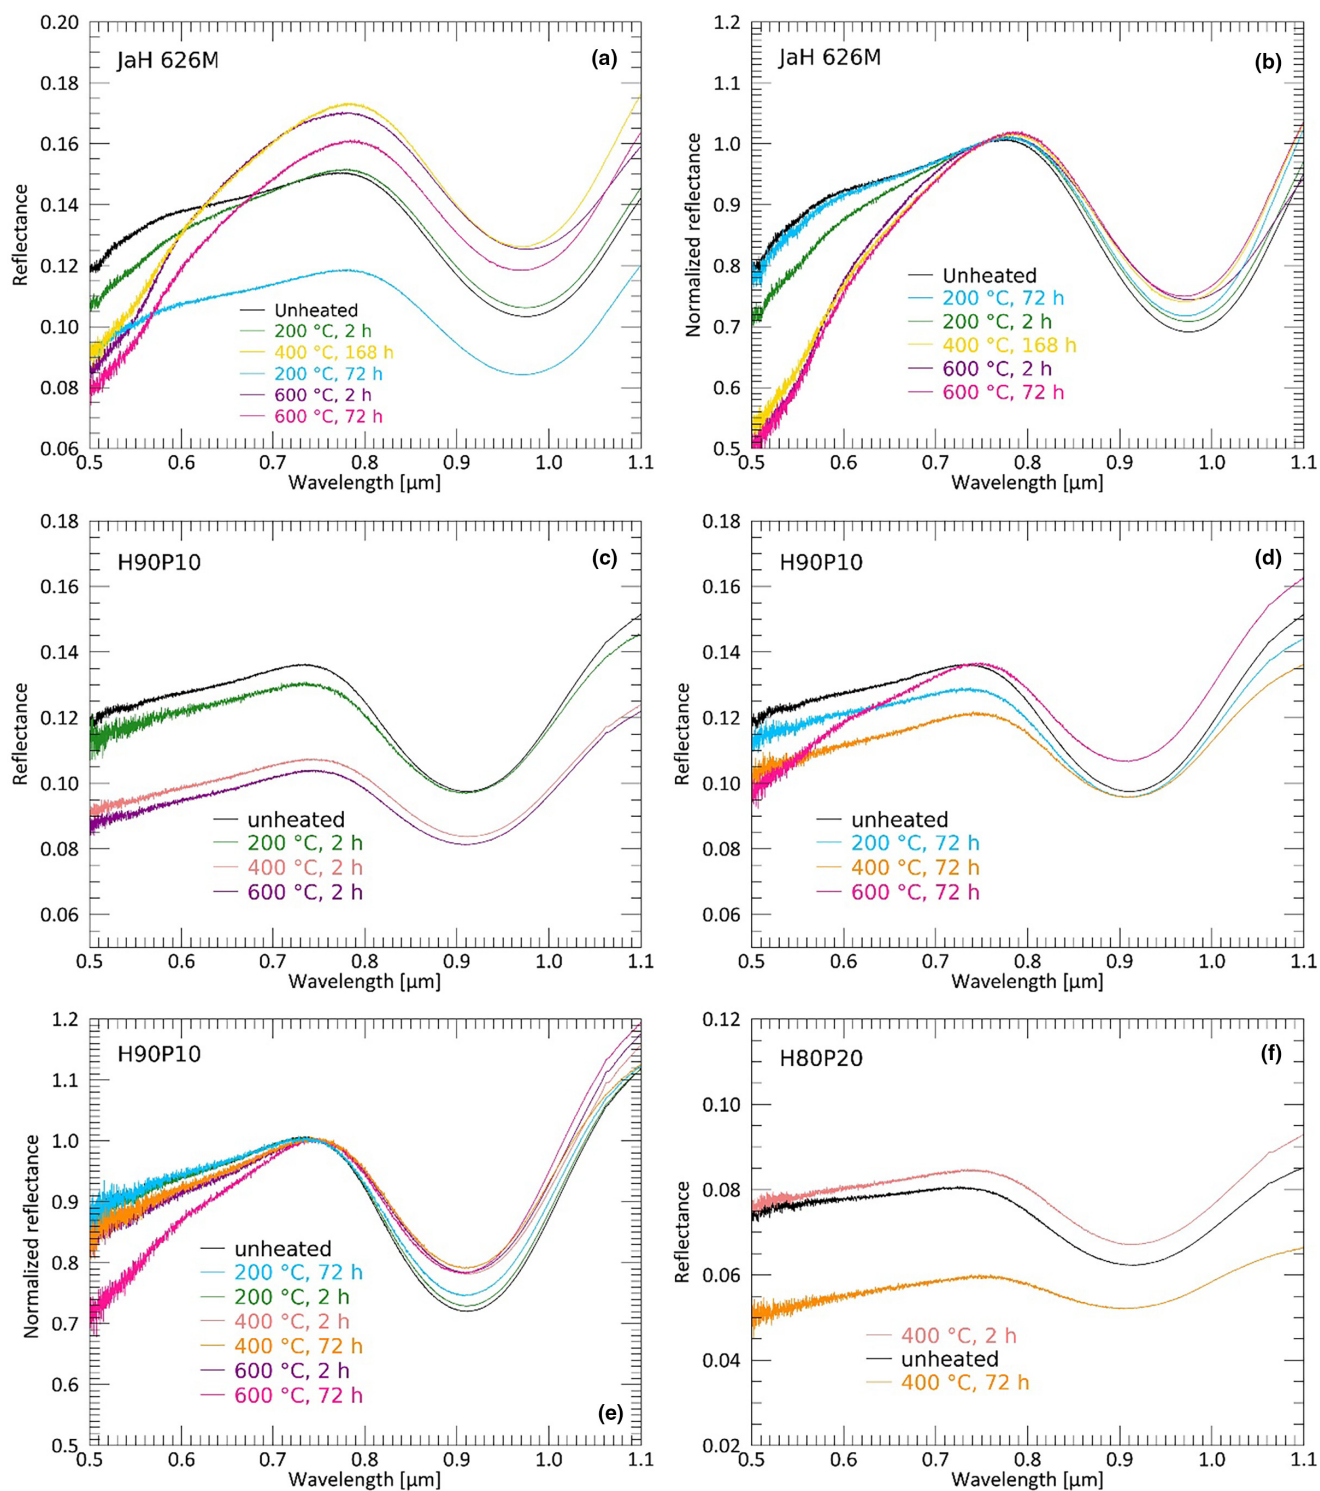 JaH 626M
(a)
Reflectance
0.20
0.18
0.16
0.14
0.12
0.10
0.08
0.06
Unheated
200 °C, 2 h
400 °C, 168 h
200 °C, 72 h
600 °C, 2 h
600 °C, 72 h
0.5 0.6 0.7 0.8 0.9 1.0 1.1
Wavelength [μm]
JaH 626M
(b)
Normalized reflectance
1.2
1.1
1.0
0.9
0.8
0.7
0.6
0.5
Unheated
200 °C, 72 h
200 °C, 2 h
400 °C, 168 h
600 °C, 2 h
600 °C, 72 h
0.5 0.6 0.7 0.8 0.9 1.0 1.1
Wavelength [μm]
H90P10
(c)
Reflectance
0.18
0.16
0.14
0.12
0.10
0.08
0.06
unheated
200 °C, 2 h
400 °C, 2 h
600 °C, 2 h
0.5 0.6 0.7 0.8 0.9 1.0 1.1
Wavelength [μm]
H90P10
(d)
Reflectance
0.18
0.16
0.14
0.12
0.10
0.08
0.06
unheated
200 °C, 72 h
400 °C, 72 h
600 °C, 72 h
0.5 0.6 0.7 0.8 0.9 1.0 1.1
Wavelength [μm]
H90P10
Normalized reflectance
1.2
1.1
1.0
0.9
0.8
0.7
0.6
0.5
unheated
200 °C, 72 h
200 °C, 2 h
400 °C, 2 h
400 °C, 72 h
600 °C, 2 h
600 °C, 72 h
(e)
0.5 0.6 0.7 0.8 0.9 1.0 1.1
Wavelength [μm]
H80P20
(f)
Reflectance
0.12
0.10
0.08
0.06
0.04
0.02
400 °C, 2 h
unheated
400 °C, 72 h
0.5 0.6 0.7 0.8 0.9 1.0 1.1
Wavelength [μm]